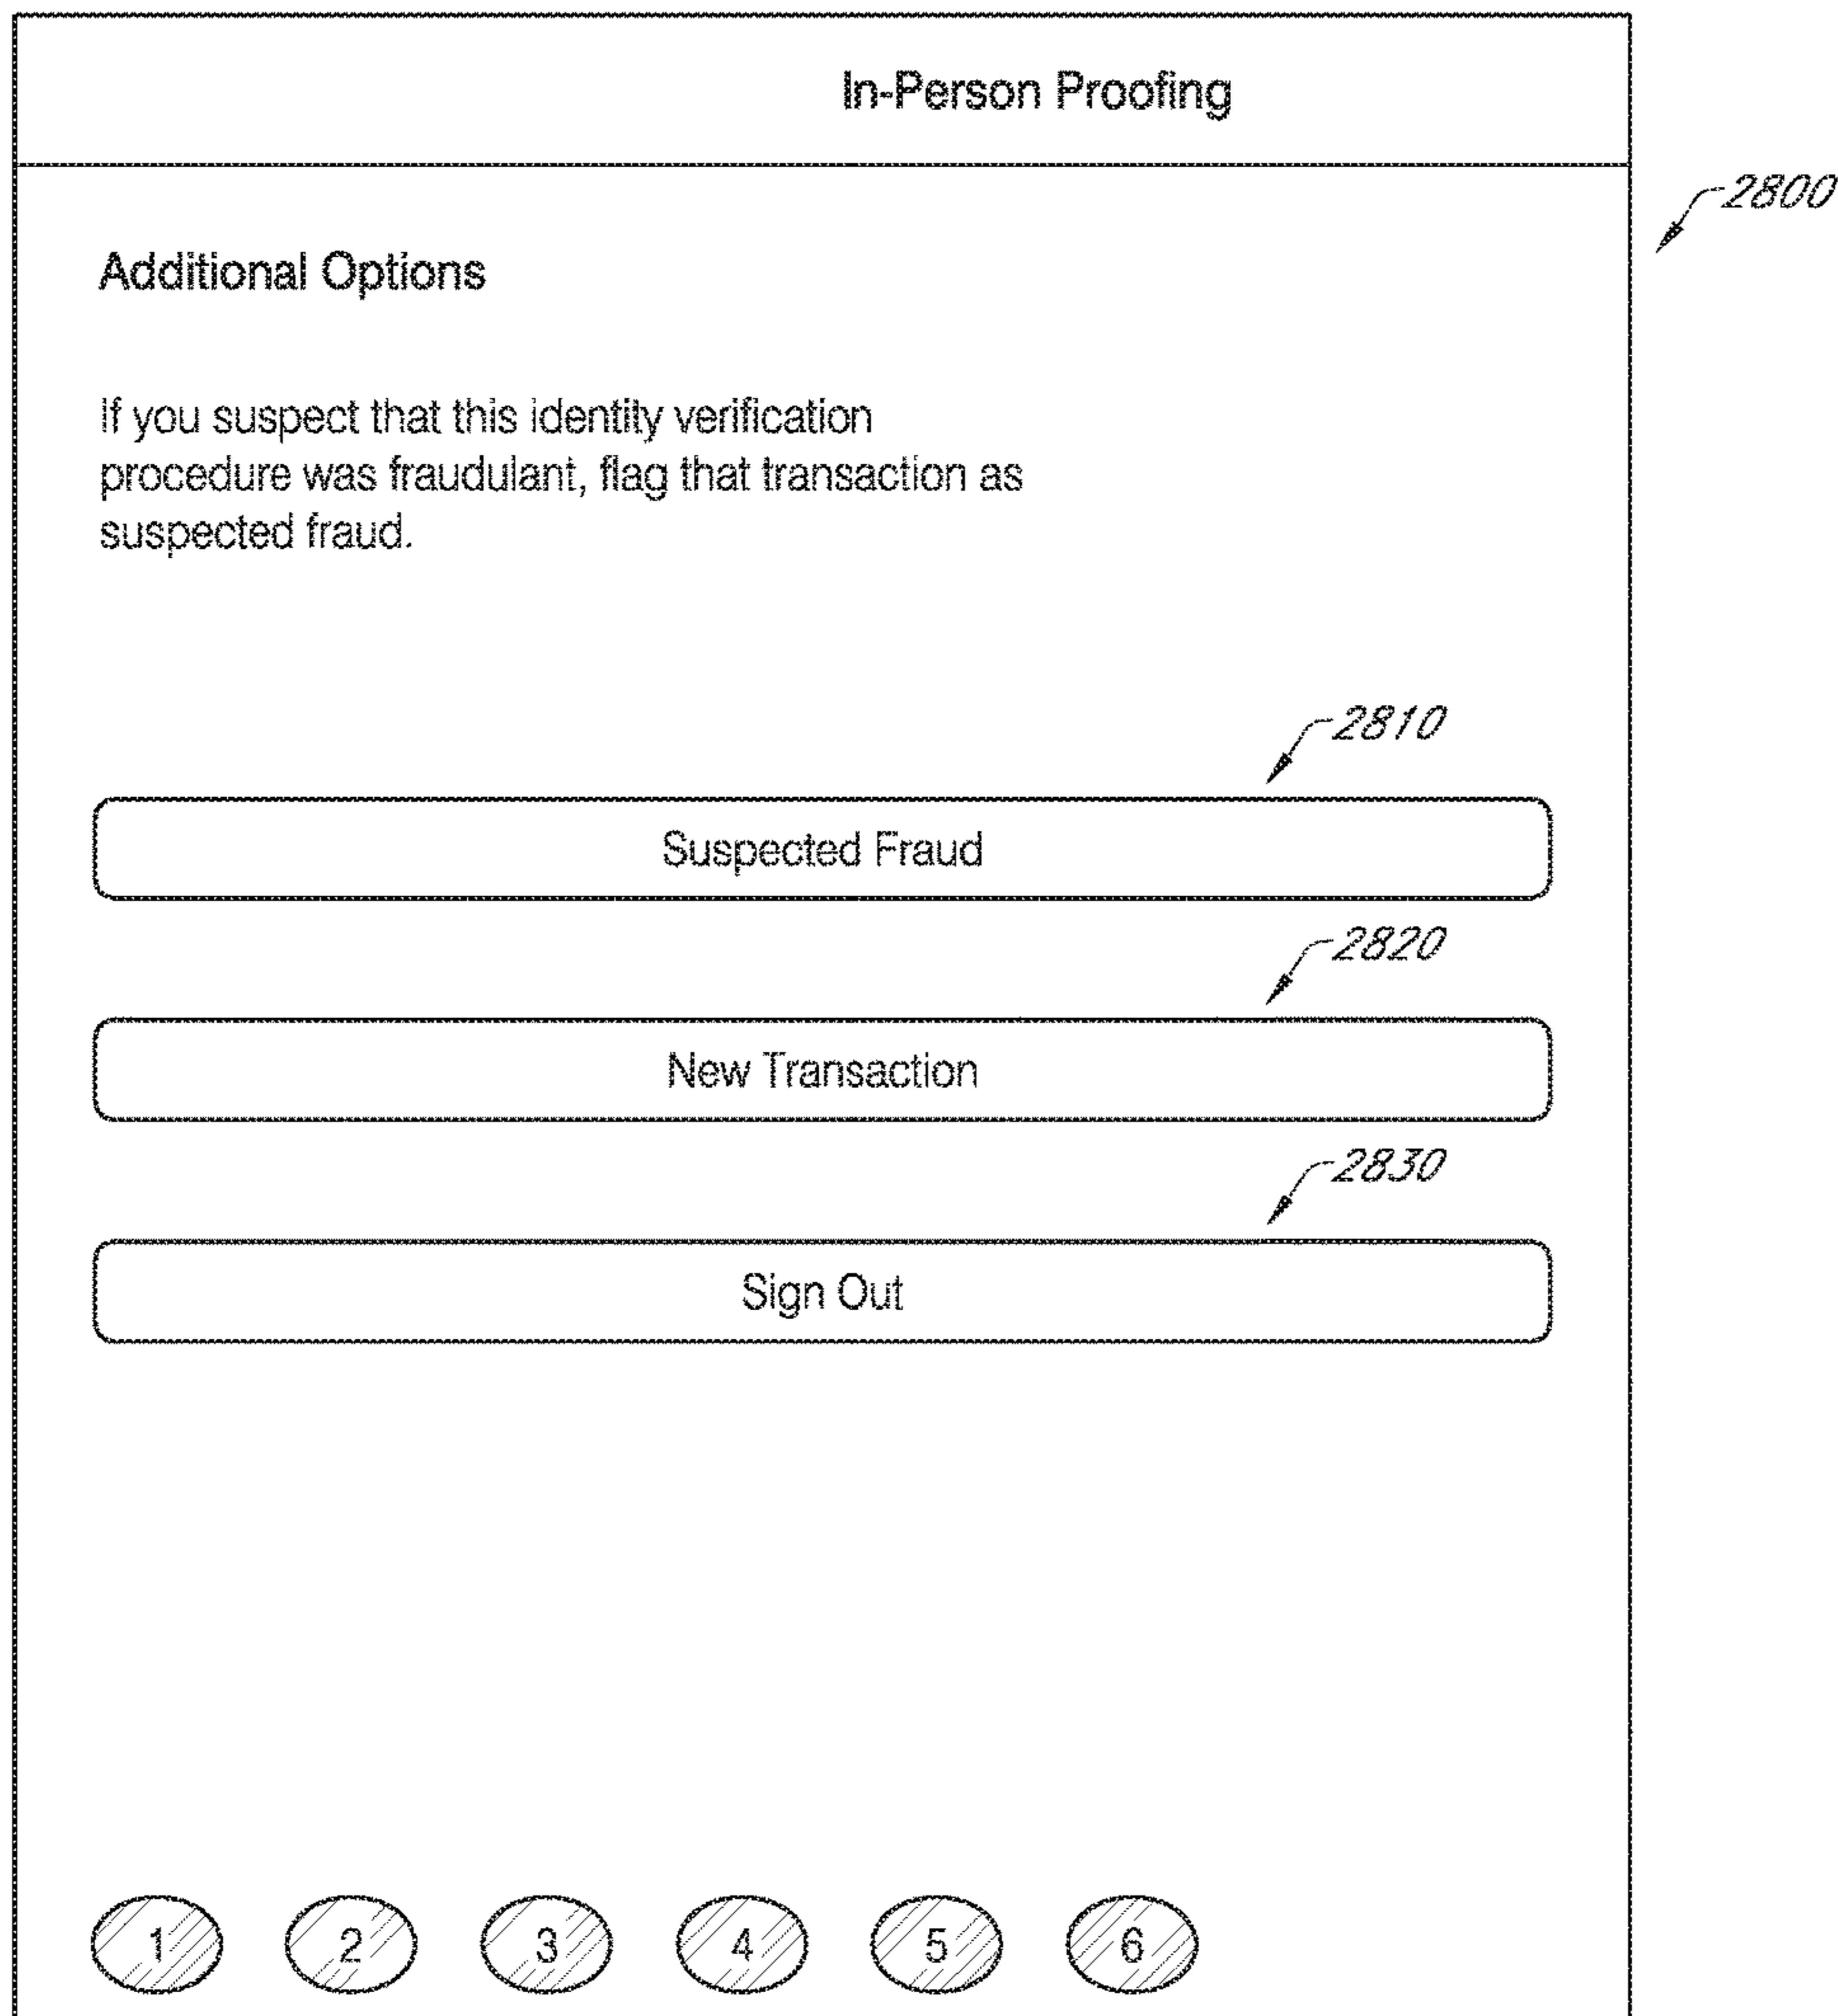 In-Person Proofing
2800
Additional Options
If you suspect that this identity verification
procedure was fraudulant, flag that transaction as
suspected fraud.
2810
Suspected Fraud
2820
New Transaction
2830
Sign Out
1 2 3 4 5 6